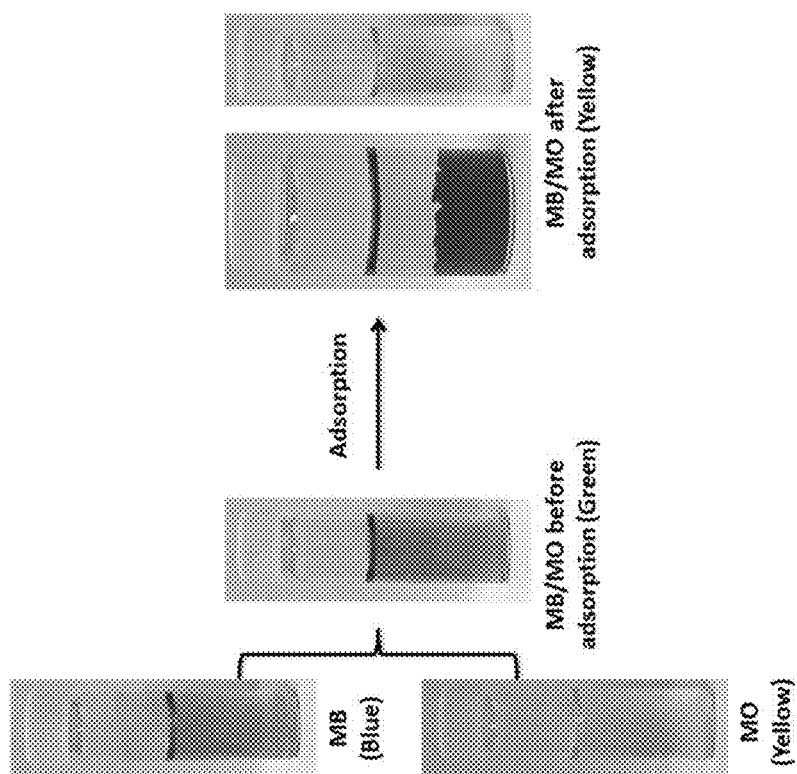 MB
(Blue)
MO
(Yellow)
MB/MO before
adsorption (Green)
Adsorption
MB/MO after
adsorption (Yellow)